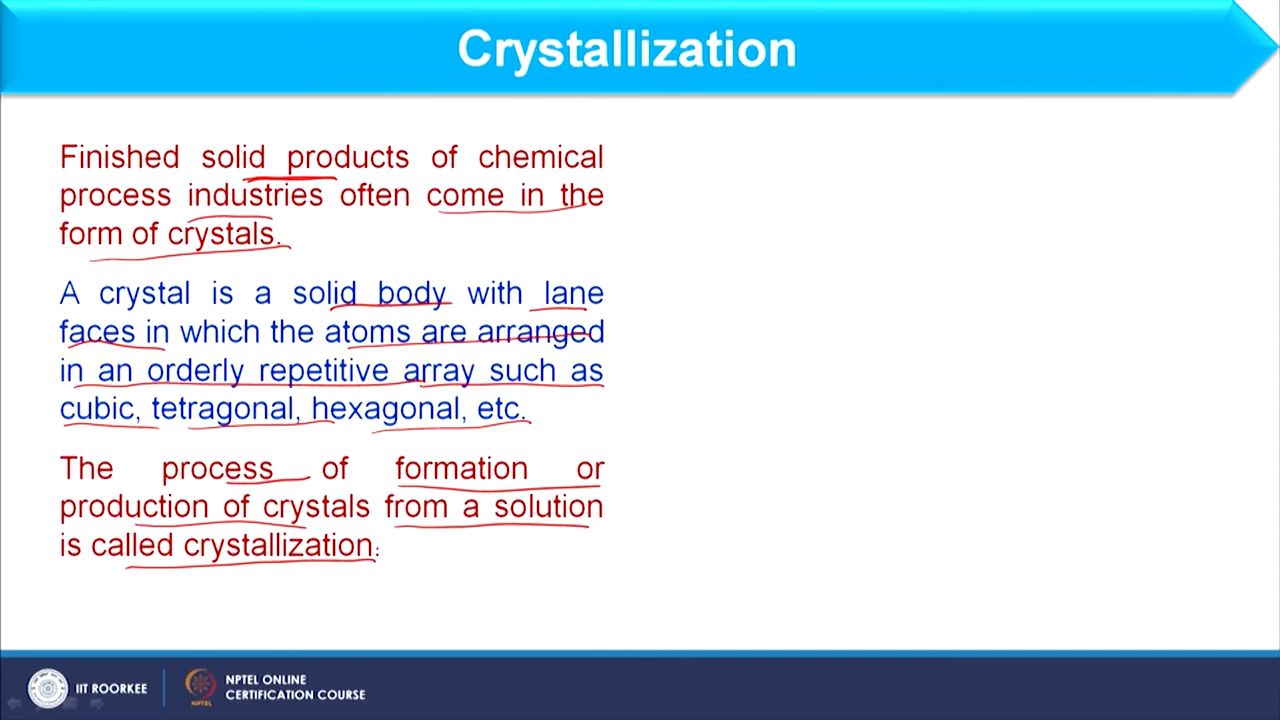 Crystallization
Finished solid products of chemical
process industries often come in the
form of crystals.
A crystal is a solid body with lane
faces in which the atoms are arranged
in an orderly repetitive array such as
cubic, tetragonal, hexagonal, etc.
The process of formation or
production of crystals from a solution
is called crystallization.
IIT ROORKEE
NPTEL ONLINE
CERTIFICATION COURSE
NPTEL